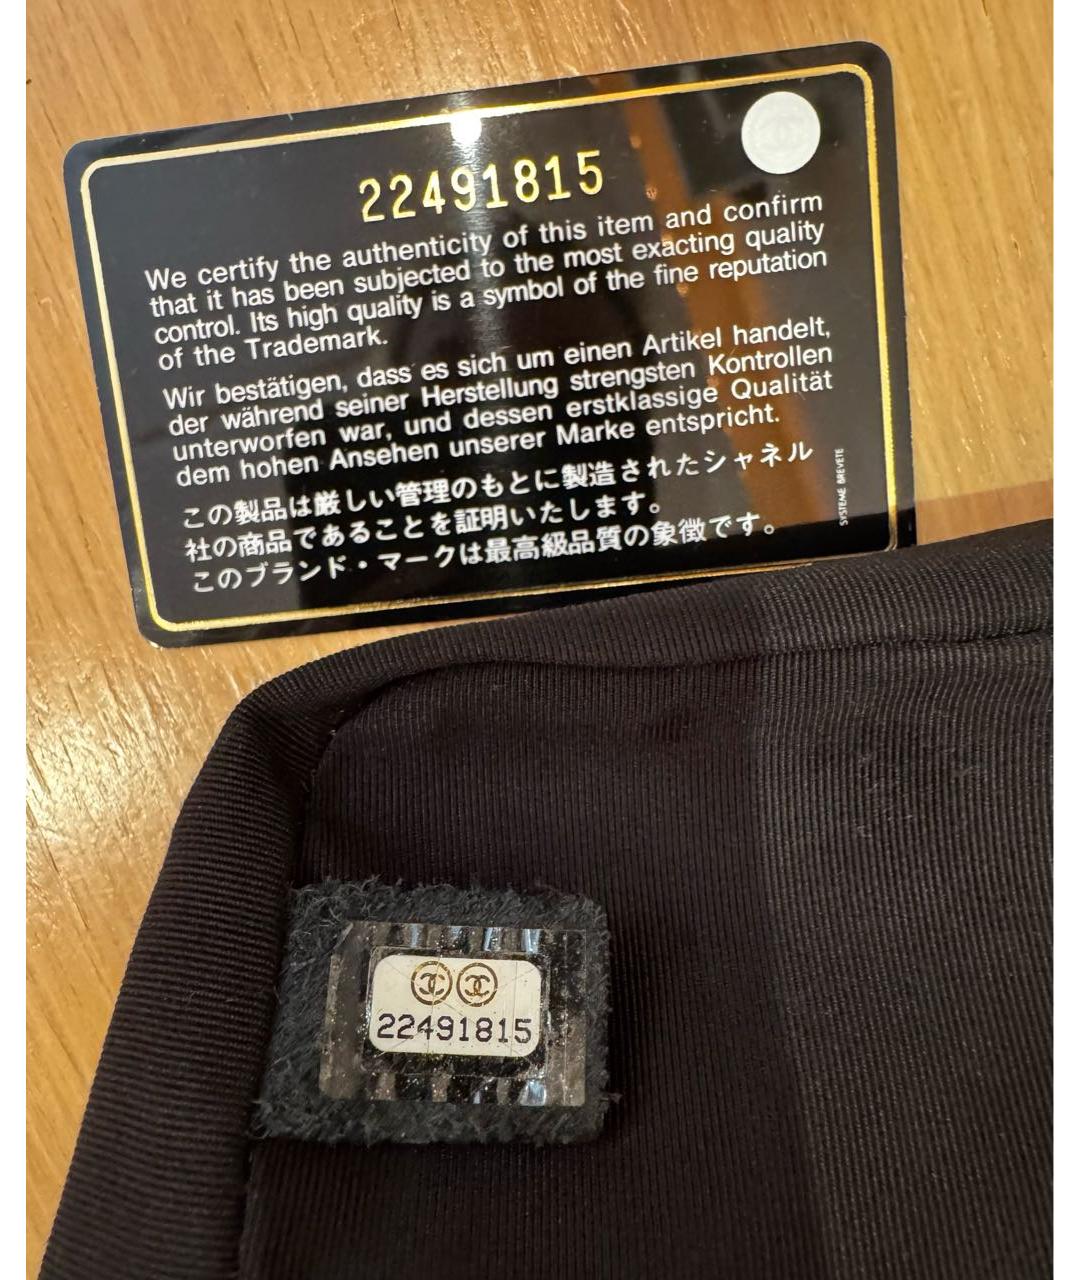 22491815
We certify the authenticity of this item and confirm
that it has been subjected to the most exacting quality
control. Its high quality is a symbol of the fine reputation
of the Trademark.
Wir bestätigen, dass es sich um einen Artikel handelt,
der während seiner Herstellung strengsten Kontrollen
unterworfen war, und dessen erstklassige Qualität
dem hohen Ansehen unserer Marke entspricht.
この製品は厳しい管理のもとに製造されたシャネル
社の商品であることを証明いたします。
このブランド・マークは最高級品質の象徴です。
SYSTEME BREVETE
22491815